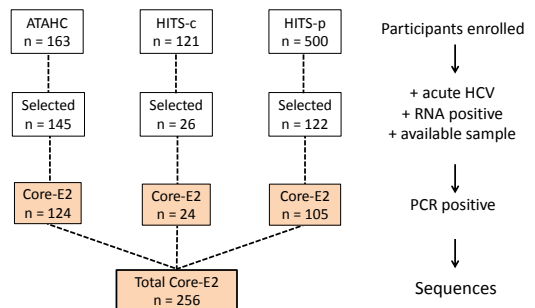 ATAHC
n = 163
HITS-c
n = 121
HITS-p
n = 500
Participants enrolled
Selected
n = 145
Selected
n = 26
Selected
n = 122
+ acute HCV
+ RNA positive
+ available sample
Core-E2
n = 124
Core-E2
n = 24
Core-E2
n = 105
PCR positive
Total Core-E2
n = 256
Sequences